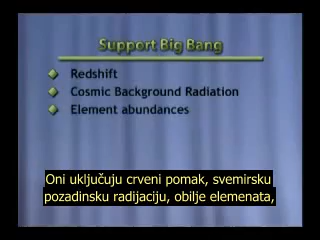 Support Big Bang
Redshift
Cosmic Background Radiation
Element abundances
Oni uključuju crveni pomak, svemirsku
pozadinsku radijaciju, obilje elemenata,